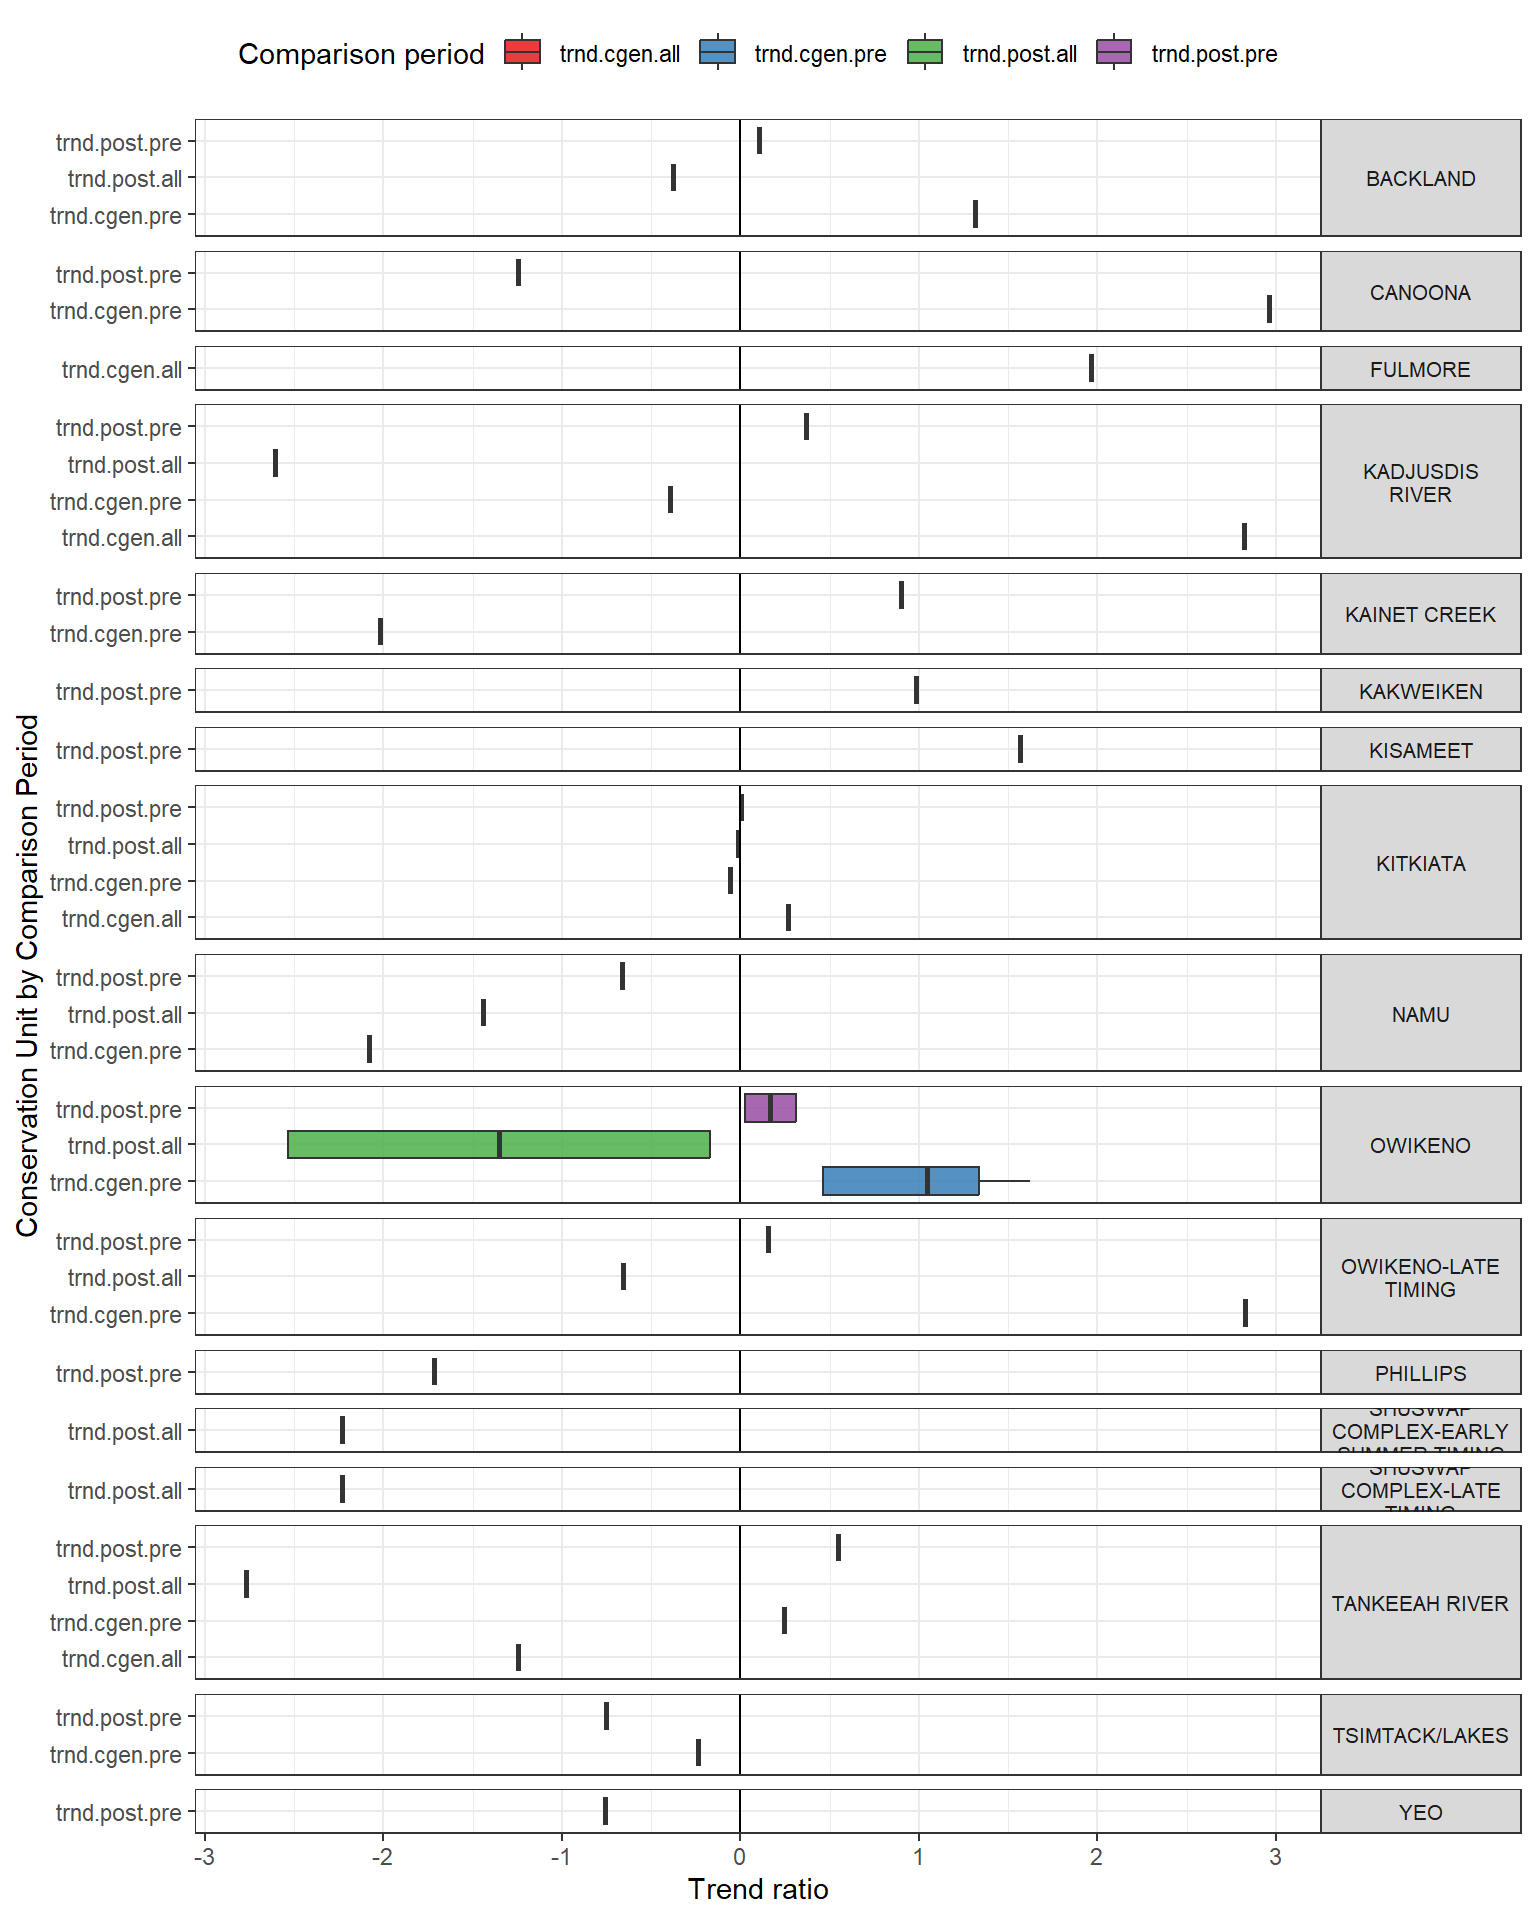 Comparison period trnd.cgen.all trnd.cgen.pre trnd.post.all trnd.post.pre
Conservation Unit by Comparison Period
trnd.post.pre
trnd.post.all
trnd.cgen.pre
BACKLAND
trnd.post.pre
trnd.cgen.pre
CANOONA
trnd.cgen.all
FULMORE
trnd.post.pre
trnd.post.all
trnd.cgen.pre
trnd.cgen.all
KADJUSDIS
RIVER
trnd.post.pre
trnd.cgen.pre
KAINET CREEK
trnd.post.pre
KAKWEIKEN
trnd.post.pre
KISAMEET
trnd.post.pre
trnd.post.all
trnd.cgen.pre
trnd.cgen.all
KITKIATA
trnd.post.pre
trnd.post.all
trnd.cgen.pre
NAMU
trnd.post.pre
trnd.post.all
trnd.cgen.pre
OWIKENO
trnd.post.pre
trnd.post.all
trnd.cgen.pre
OWIKENO-LATE
TIMING
trnd.post.pre
PHILLIPS
trnd.post.all
SHUSWAP
COMPLEX-EARLY
SUMMER TIMING
trnd.post.all
SHUSWAP
COMPLEX-LATE
TIMING
trnd.post.pre
trnd.post.all
trnd.cgen.pre
trnd.cgen.all
TANKEEAH RIVER
trnd.post.pre
trnd.cgen.pre
TSIMTACK/LAKES
trnd.post.pre
YEO
-3 -2 -1 0 1 2 3
Trend ratio